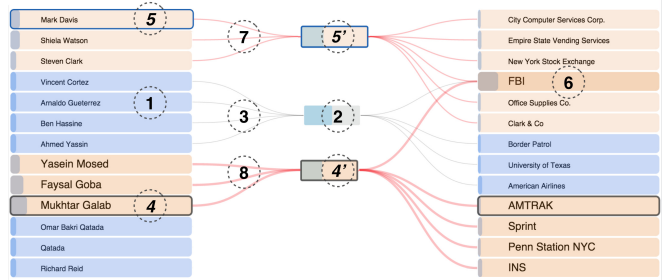 Mark Davis
5
Shiela Watson
Steven Clark
Vincent Cortez
Arnaldo Gueterrez
1
Ben Hassine
Ahmed Yassin
Yasein Mosed
Faysal Goba
Mukhtar Galab
4
Omar Bakri Qatada
Qatada
Richard Reid
7
3
8
5'
2
4'
City Computer Services Corp.
Empire State Vending Services
New York Stock Exchange
FBI
6
Office Supplies Co.
Clark & Co
Border Patrol
University of Texas
American Airlines
AMTRAK
Sprint
Penn Station NYC
INS